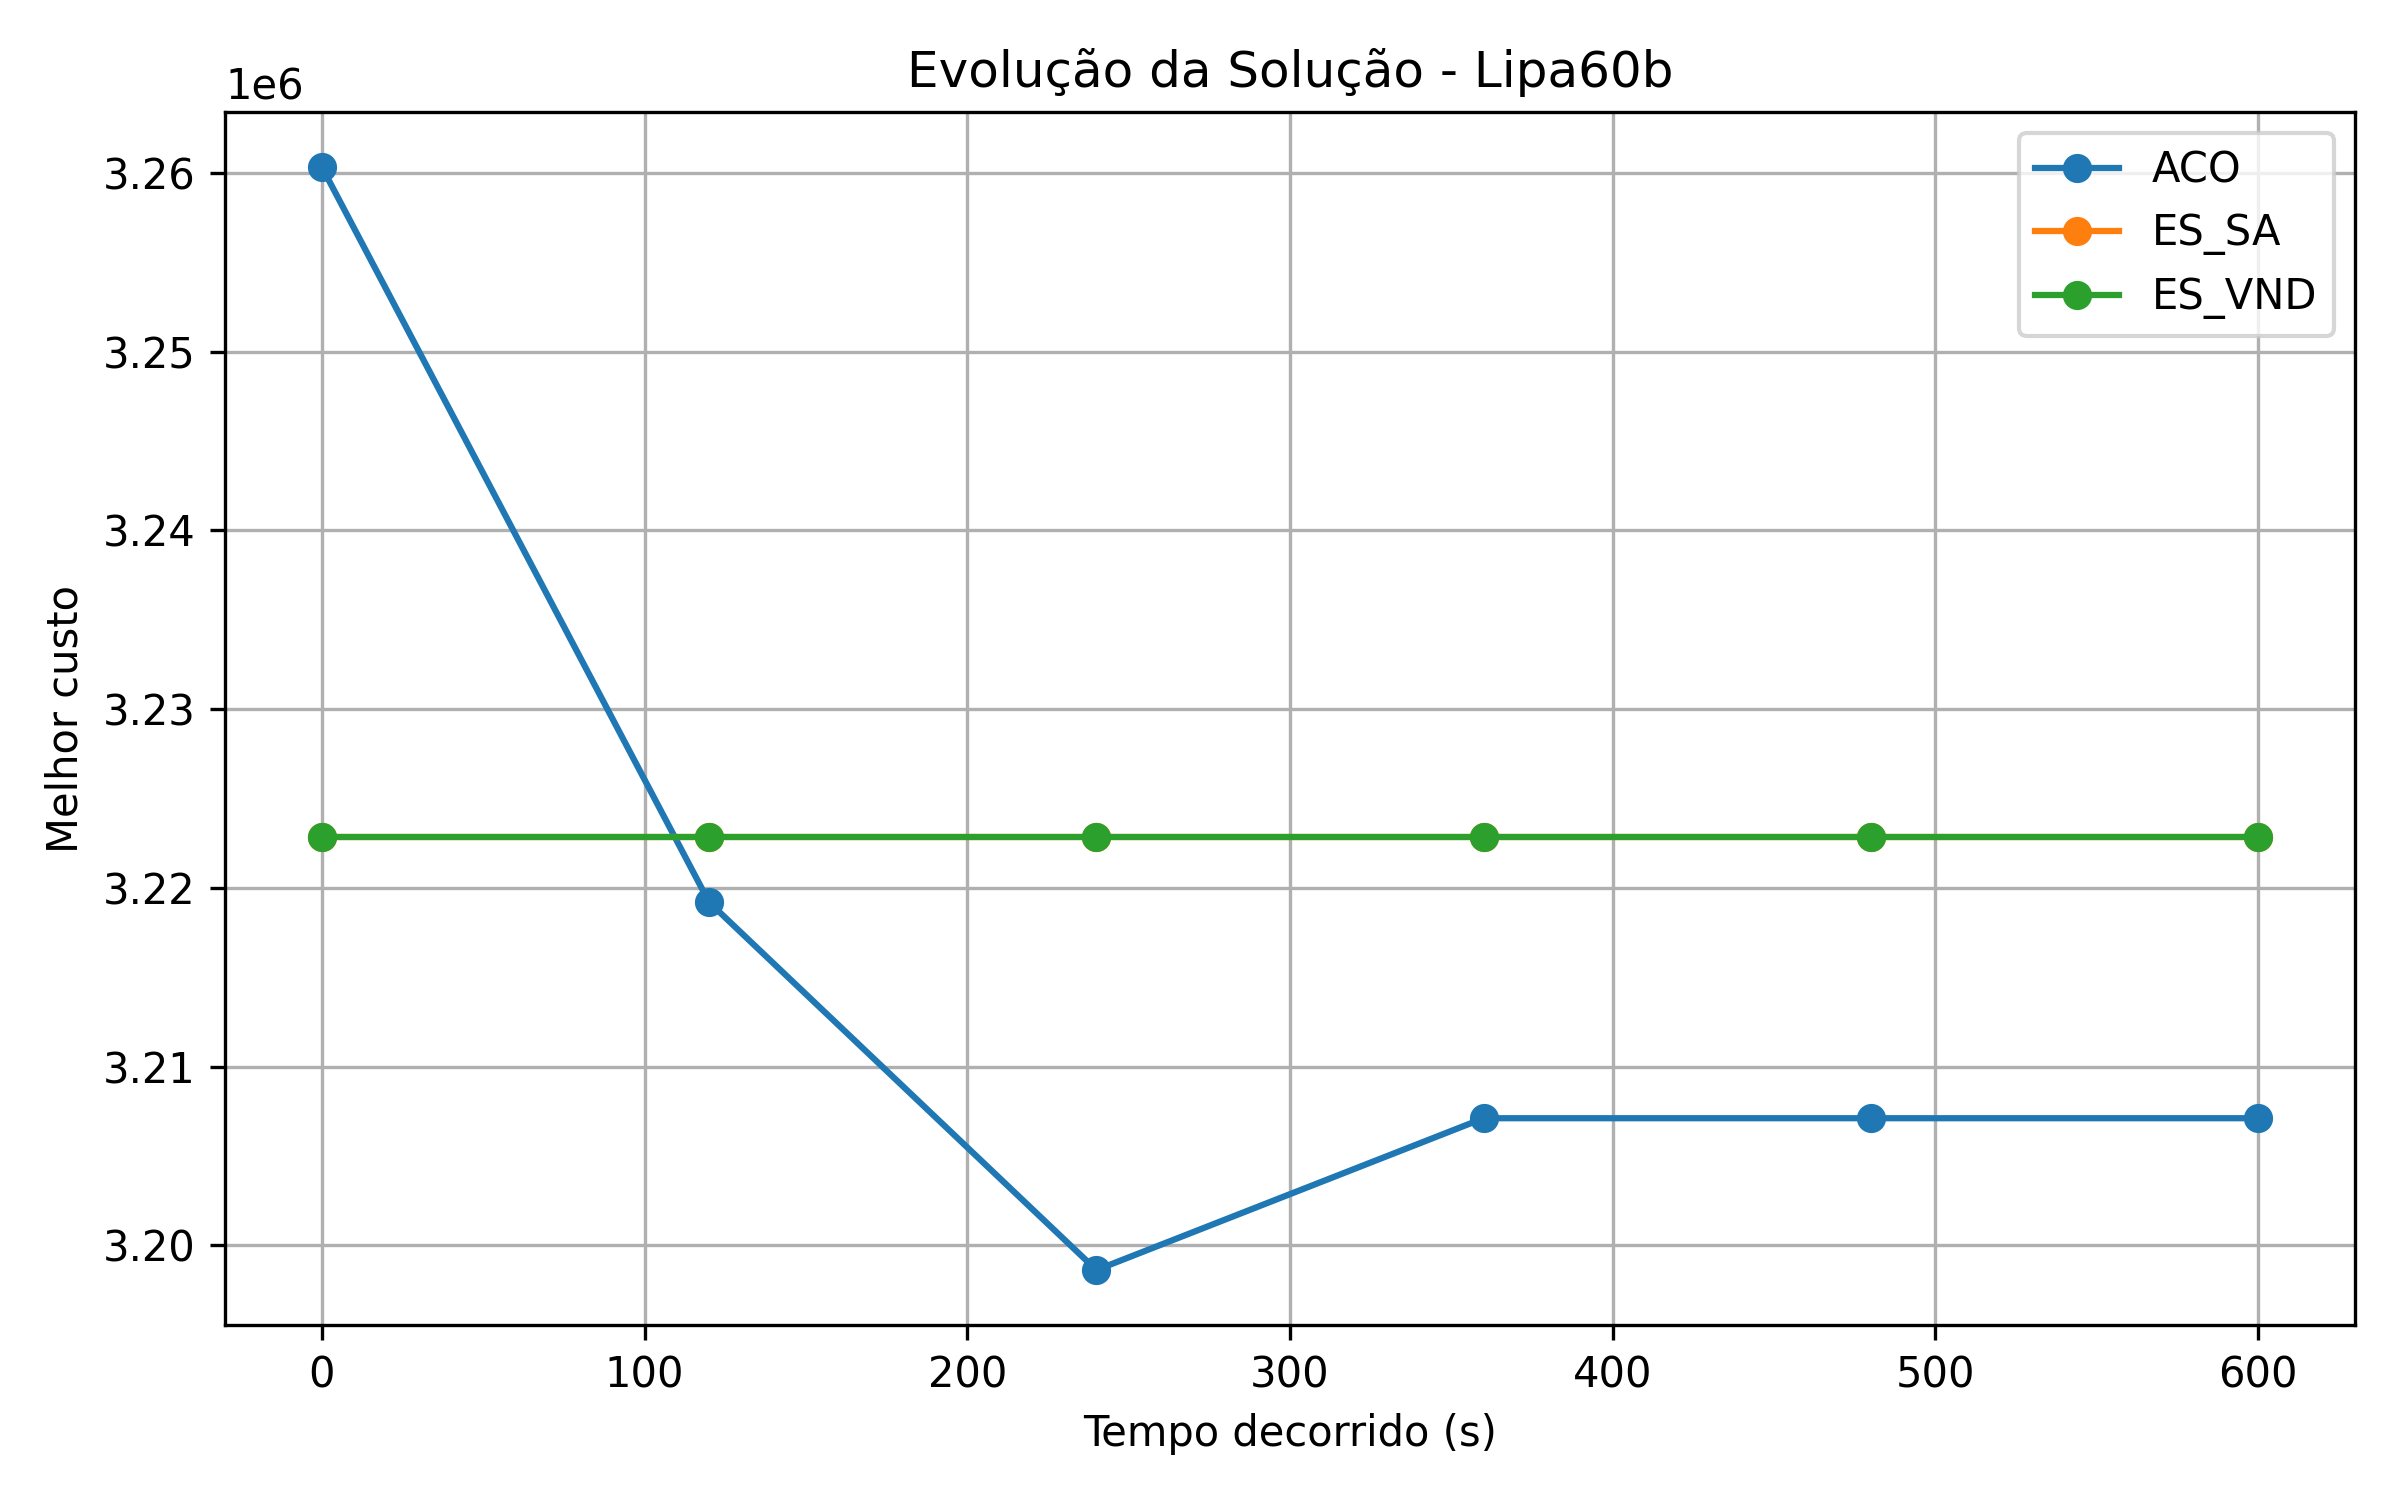 Evolução da Solução - Lipa60b
1e6
3.26
3.25
3.24
3.23
3.22
3.21
3.20
Melhor custo
ACO
ES_SA
ES_VND
0 100 200 300 400 500 600
Tempo decorrido (s)